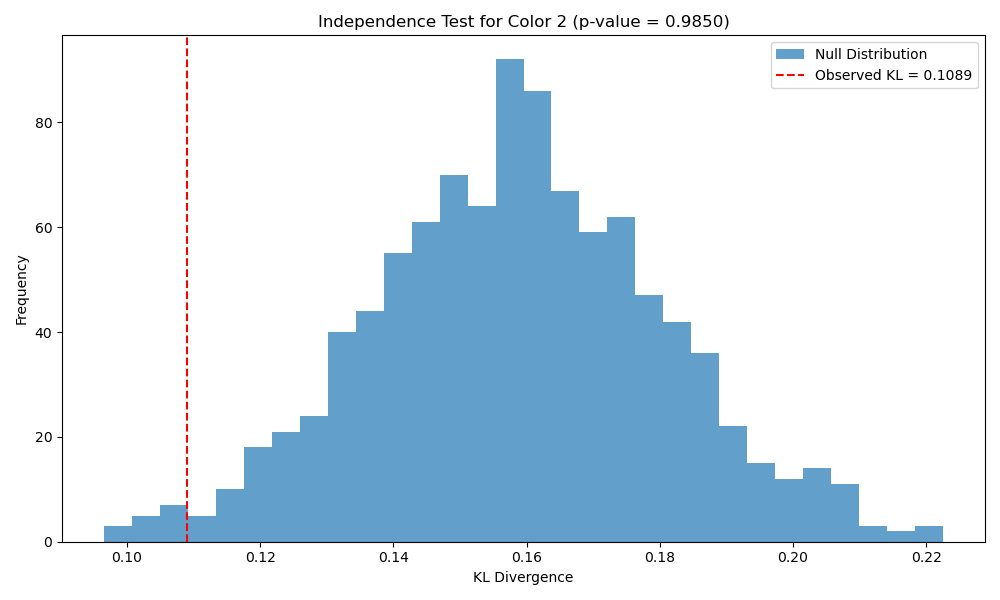 Independence Test for Color 2 (p-value = 0.9850)
Null Distribution
Observed KL = 0.1089
Frequency
80
60
40
20
0
0.10 0.12 0.14 0.16 0.18 0.20 0.22
KL Divergence